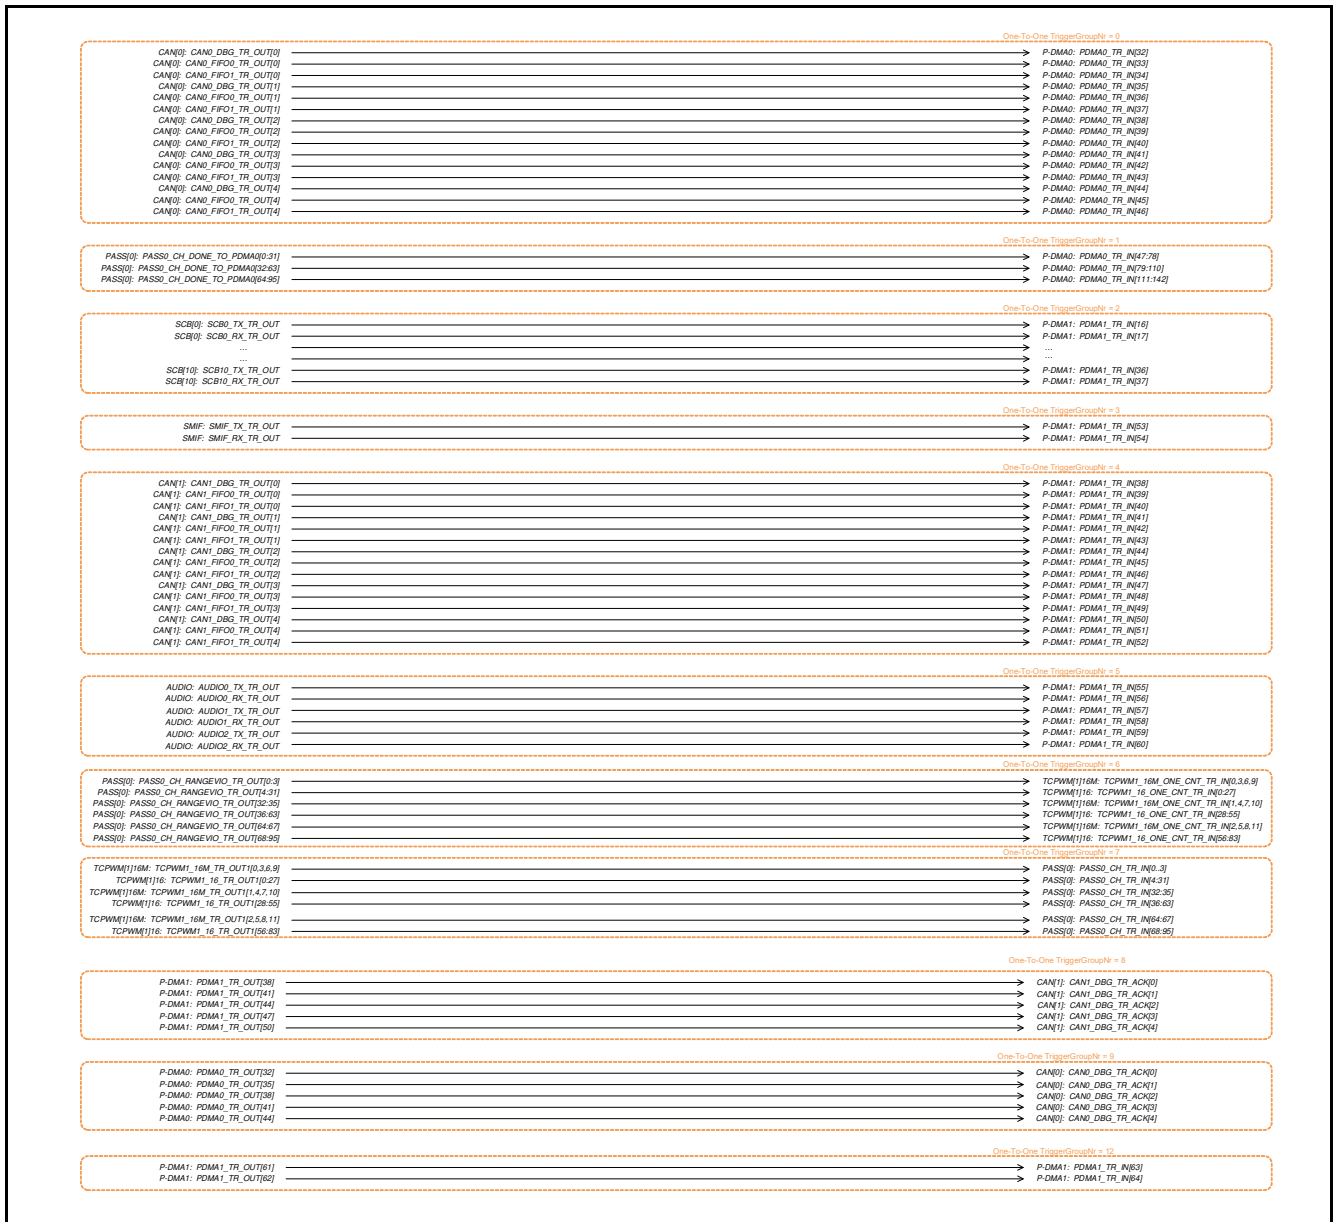 One-To-One TriggerGroupNr = 0
CAN[0]: CAN0_DBG_TR_OUT[0] P-DMA0: PDMA0_TR_IN[32]
CAN[0]: CAN0_FIFO0_TR_OUT[0] P-DMA0: PDMA0_TR_IN[33]
CAN[0]: CAN0_FIFO1_TR_OUT[0] P-DMA0: PDMA0_TR_IN[34]
CAN[0]: CAN0_DBG_TR_OUT[1] P-DMA0: PDMA0_TR_IN[35]
CAN[0]: CAN0_FIFO0_TR_OUT[1] P-DMA0: PDMA0_TR_IN[36]
CAN[0]: CAN0_FIFO1_TR_OUT[1] P-DMA0: PDMA0_TR_IN[37]
CAN[0]: CAN0_DBG_TR_OUT[2] P-DMA0: PDMA0_TR_IN[38]
CAN[0]: CAN0_FIFO0_TR_OUT[2] P-DMA0: PDMA0_TR_IN[39]
CAN[0]: CAN0_FIFO1_TR_OUT[2] P-DMA0: PDMA0_TR_IN[40]
CAN[0]: CAN0_DBG_TR_OUT[3] P-DMA0: PDMA0_TR_IN[41]
CAN[0]: CAN0_FIFO0_TR_OUT[3] P-DMA0: PDMA0_TR_IN[42]
CAN[0]: CAN0_FIFO1_TR_OUT[3] P-DMA0: PDMA0_TR_IN[43]
CAN[0]: CAN0_DBG_TR_OUT[4] P-DMA0: PDMA0_TR_IN[44]
CAN[0]: CAN0_FIFO0_TR_OUT[4] P-DMA0: PDMA0_TR_IN[45]
CAN[0]: CAN0_FIFO1_TR_OUT[4] P-DMA0: PDMA0_TR_IN[46]
One-To-One TriggerGroupNr = 1
PASS[0]: PASS0_CH_DONE_TO_PDMA0[0:31] P-DMA0: PDMA0_TR_IN[47:78]
PASS[0]: PASS0_CH_DONE_TO_PDMA0[32:63] P-DMA0: PDMA0_TR_IN[79:110]
PASS[0]: PASS0_CH_DONE_TO_PDMA0[64:95] P-DMA0: PDMA0_TR_IN[111:142]
One-To-One TriggerGroupNr = 2
SCB[0]: SCB0_TX_TR_OUT P-DMA1: PDMA1_TR_IN[16]
SCB[0]: SCB0_RX_TR_OUT P-DMA1: PDMA1_TR_IN[17]
... ...
... ...
SCB[10]: SCB10_TX_TR_OUT P-DMA1: PDMA1_TR_IN[36]
SCB[10]: SCB10_RX_TR_OUT P-DMA1: PDMA1_TR_IN[37]
One-To-One TriggerGroupNr = 3
SMIF: SMIF_TX_TR_OUT P-DMA1: PDMA1_TR_IN[53]
SMIF: SMIF_RX_TR_OUT P-DMA1: PDMA1_TR_IN[54]
One-To-One TriggerGroupNr = 4
CAN[1]: CAN1_DBG_TR_OUT[0] P-DMA1: PDMA1_TR_IN[38]
CAN[1]: CAN1_FIFO0_TR_OUT[0] P-DMA1: PDMA1_TR_IN[39]
CAN[1]: CAN1_FIFO1_TR_OUT[0] P-DMA1: PDMA1_TR_IN[40]
CAN[1]: CAN1_DBG_TR_OUT[1] P-DMA1: PDMA1_TR_IN[41]
CAN[1]: CAN1_FIFO0_TR_OUT[1] P-DMA1: PDMA1_TR_IN[42]
CAN[1]: CAN1_FIFO1_TR_OUT[1] P-DMA1: PDMA1_TR_IN[43]
CAN[1]: CAN1_DBG_TR_OUT[2] P-DMA1: PDMA1_TR_IN[44]
CAN[1]: CAN1_FIFO0_TR_OUT[2] P-DMA1: PDMA1_TR_IN[45]
CAN[1]: CAN1_FIFO1_TR_OUT[2] P-DMA1: PDMA1_TR_IN[46]
CAN[1]: CAN1_DBG_TR_OUT[3] P-DMA1: PDMA1_TR_IN[47]
CAN[1]: CAN1_FIFO0_TR_OUT[3] P-DMA1: PDMA1_TR_IN[48]
CAN[1]: CAN1_FIFO1_TR_OUT[3] P-DMA1: PDMA1_TR_IN[49]
CAN[1]: CAN1_DBG_TR_OUT[4] P-DMA1: PDMA1_TR_IN[50]
CAN[1]: CAN1_FIFO0_TR_OUT[4] P-DMA1: PDMA1_TR_IN[51]
CAN[1]: CAN1_FIFO1_TR_OUT[4] P-DMA1: PDMA1_TR_IN[52]
One-To-One TriggerGroupNr = 5
AUDIO: AUDIO0_TX_TR_OUT P-DMA1: PDMA1_TR_IN[55]
AUDIO: AUDIO0_RX_TR_OUT P-DMA1: PDMA1_TR_IN[56]
AUDIO: AUDIO1_TX_TR_OUT P-DMA1: PDMA1_TR_IN[57]
AUDIO: AUDIO1_RX_TR_OUT P-DMA1: PDMA1_TR_IN[58]
AUDIO: AUDIO2_TX_TR_OUT P-DMA1: PDMA1_TR_IN[59]
AUDIO: AUDIO2_RX_TR_OUT P-DMA1: PDMA1_TR_IN[60]
One-To-One TriggerGroupNr = 6
PASS[0]: PASS0_CH_RANGEVIO_TR_OUT[0:3] TCPWM[1]16M: TCPWM1_16M_ONE_CNT_TR_IN[0,3,6,9]
PASS[0]: PASS0_CH_RANGEVIO_TR_OUT[4:31] TCPWM[1]16: TCPWM1_16_ONE_CNT_TR_IN[0:27]
PASS[0]: PASS0_CH_RANGEVIO_TR_OUT[32:35] TCPWM[1]16M: TCPWM1_16M_ONE_CNT_TR_IN[1,4,7,10]
PASS[0]: PASS0_CH_RANGEVIO_TR_OUT[36:63] TCPWM[1]16: TCPWM1_16_ONE_CNT_TR_IN[28:55]
PASS[0]: PASS0_CH_RANGEVIO_TR_OUT[64:67] TCPWM[1]16M: TCPWM1_16M_ONE_CNT_TR_IN[2,5,8,11]
PASS[0]: PASS0_CH_RANGEVIO_TR_OUT[68:95] TCPWM[1]16: TCPWM1_16_ONE_CNT_TR_IN[56:83]
One-To-One TriggerGroupNr = 7
TCPWM[1]16M: TCPWM1_16M_TR_OUT1[0,3,6,9] PASS[0]: PASS0_CH_TR_IN[0..3]
TCPWM[1]16: TCPWM1_16_TR_OUT1[0:27] PASS[0]: PASS0_CH_TR_IN[4:31]
TCPWM[1]16M: TCPWM1_16M_TR_OUT1[1,4,7,10] PASS[0]: PASS0_CH_TR_IN[32:35]
TCPWM[1]16: TCPWM1_16_TR_OUT1[28:55] PASS[0]: PASS0_CH_TR_IN[36:63]
TCPWM[1]16M: TCPWM1_16M_TR_OUT1[2,5,8,11] PASS[0]: PASS0_CH_TR_IN[64:67]
TCPWM[1]16: TCPWM1_16_TR_OUT1[56:83] PASS[0]: PASS0_CH_TR_IN[68:95]
One-To-One TriggerGroupNr = 8
P-DMA1: PDMA1_TR_OUT[38] CAN[1]: CAN1_DBG_TR_ACK[0]
P-DMA1: PDMA1_TR_OUT[41] CAN[1]: CAN1_DBG_TR_ACK[1]
P-DMA1: PDMA1_TR_OUT[44] CAN[1]: CAN1_DBG_TR_ACK[2]
P-DMA1: PDMA1_TR_OUT[47] CAN[1]: CAN1_DBG_TR_ACK[3]
P-DMA1: PDMA1_TR_OUT[50] CAN[1]: CAN1_DBG_TR_ACK[4]
One-To-One TriggerGroupNr = 9
P-DMA0: PDMA0_TR_OUT[32] CAN[0]: CAN0_DBG_TR_ACK[0]
P-DMA0: PDMA0_TR_OUT[35] CAN[0]: CAN0_DBG_TR_ACK[1]
P-DMA0: PDMA0_TR_OUT[38] CAN[0]: CAN0_DBG_TR_ACK[2]
P-DMA0: PDMA0_TR_OUT[41] CAN[0]: CAN0_DBG_TR_ACK[3]
P-DMA0: PDMA0_TR_OUT[44] CAN[0]: CAN0_DBG_TR_ACK[4]
One-To-One TriggerGroupNr = 12
P-DMA1: PDMA1_TR_OUT[61] P-DMA1: PDMA1_TR_IN[63]
P-DMA1: PDMA1_TR_OUT[62] P-DMA1: PDMA1_TR_IN[64]